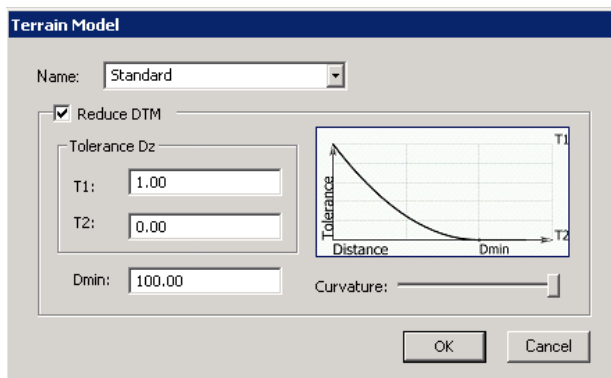 Terrain Model
Name: Standard
Reduce DTM
Tolerance Dz
T1: 1.00
T2: 0.00
Dmin: 100.00
T1
Tolerance
T2
Distance Dmin
Curvature:
OK Cancel